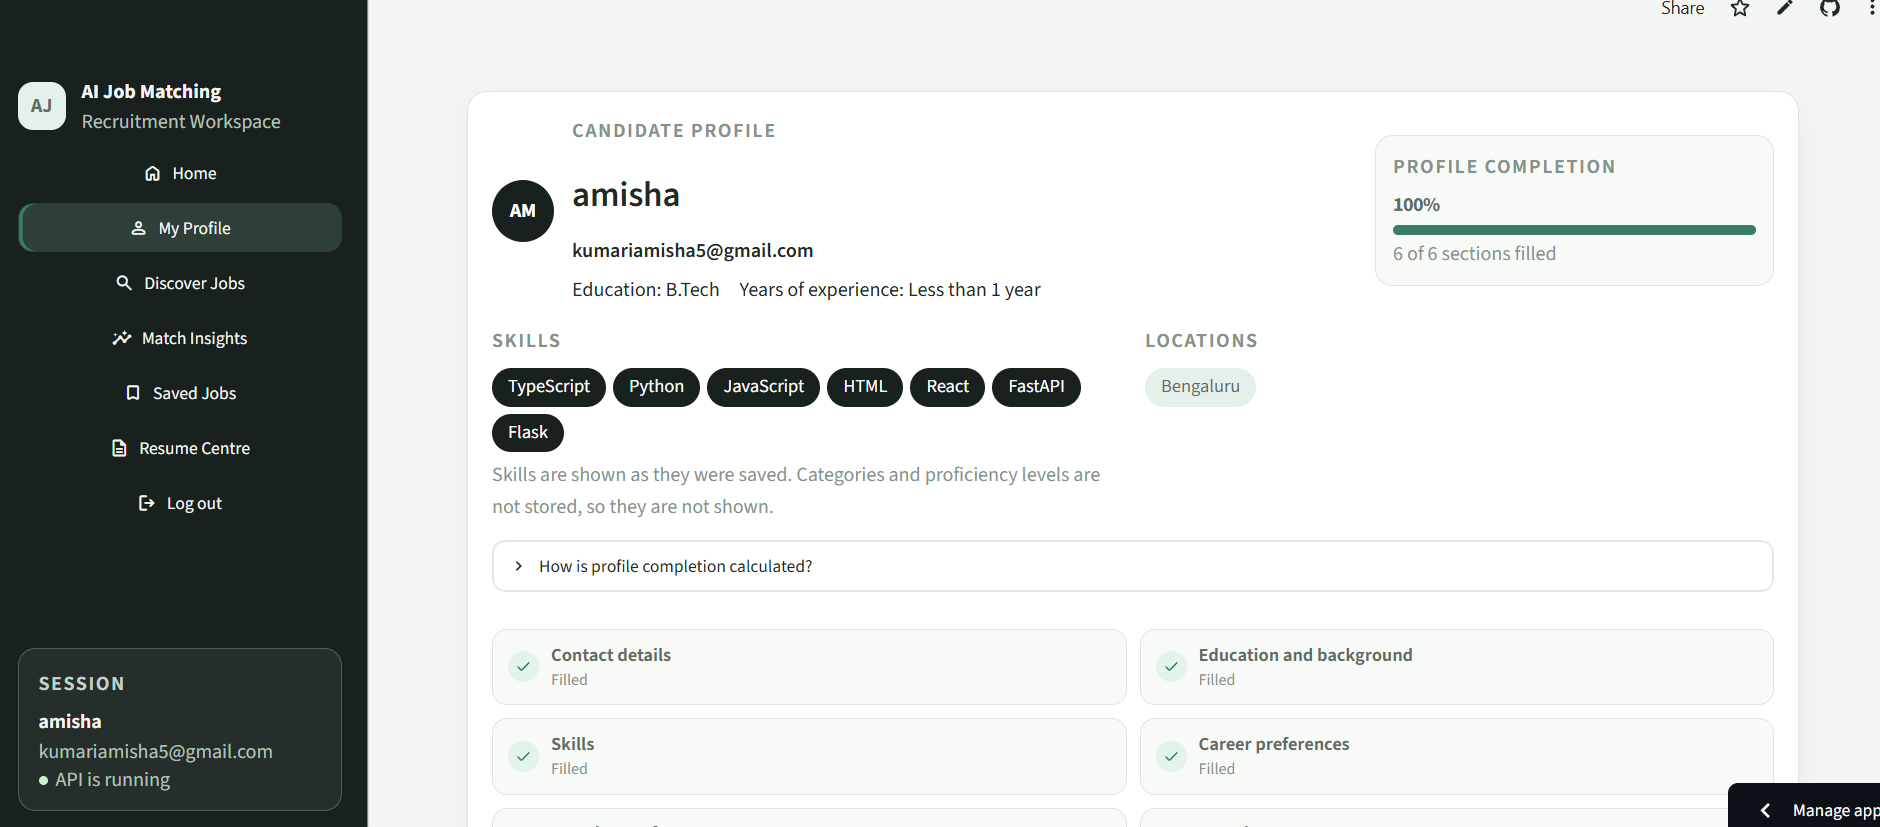 Share
AJ
AI Job Matching
Recruitment Workspace
Home
My Profile
Discover Jobs
Match Insights
Saved Jobs
Resume Centre
Log out
SESSION
amisha
kumariamisha5@gmail.com
API is running
CANDIDATE PROFILE
AM
amisha
kumariamisha5@gmail.com
Education: B.Tech Years of experience: Less than 1 year
PROFILE COMPLETION
100%
6 of 6 sections filled
SKILLS
TypeScript Python JavaScript HTML React FastAPI
Flask
Skills are shown as they were saved. Categories and proficiency levels are
not stored, so they are not shown.
LOCATIONS
Bengaluru
How is profile completion calculated?
Contact details
Filled
Education and background
Filled
Skills
Filled
Career preferences
Filled
Manage app